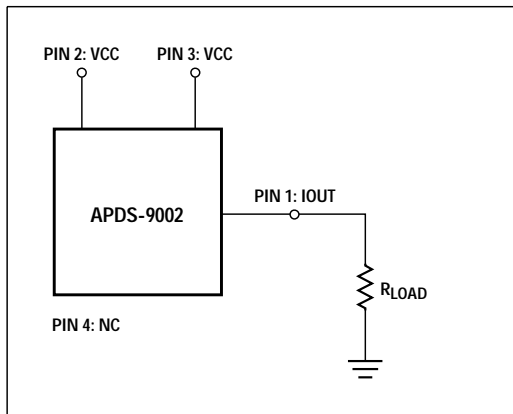 PIN 2: VCC
PIN 3: VCC
APDS-9002
PIN 1: IOUT
RLOAD
PIN 4: NC